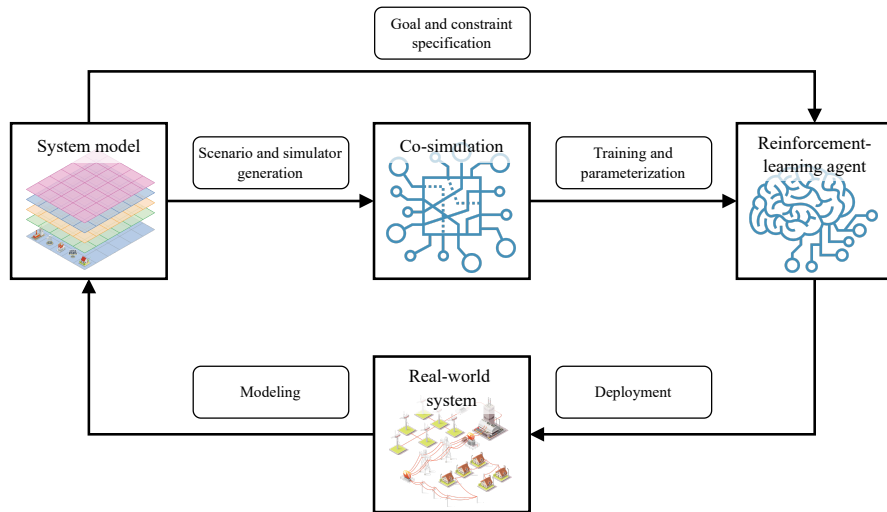 Goal and constraint
specification
System model
Scenario and simulator
generation
Co-simulation
Training and
parameterization
Reinforcement-
learning agent
Modeling
Real-world
system
Deployment